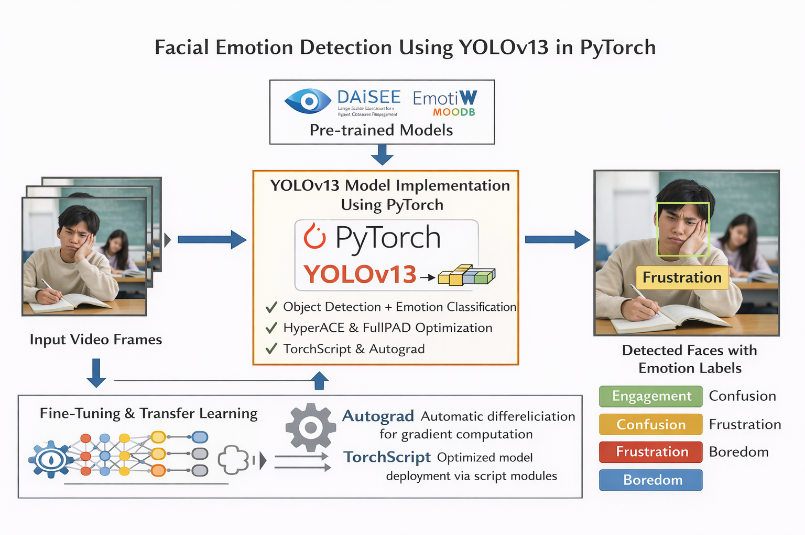 Facial Emotion Detection Using YOLOv13 in PyTorch
DAiSEE
EmotiW
MOODB
Pre-trained Models
YOLOv13 Model Implementation
Using PyTorch
PyTorch
YOLOv13
Object Detection + Emotion Classification
HyperACE & FullPAD Optimization
TorchScript & Autograd
Input Video Frames
Frustration
Detected Faces with
Emotion Labels
Engagement Confusion
Confusion Frustration
Frustration Boredom
Boredom
Fine-Tuning & Transfer Learning
Autograd Automatic differeliciation
for gradient computation
TorchScript Optimized model
deployment via script modules